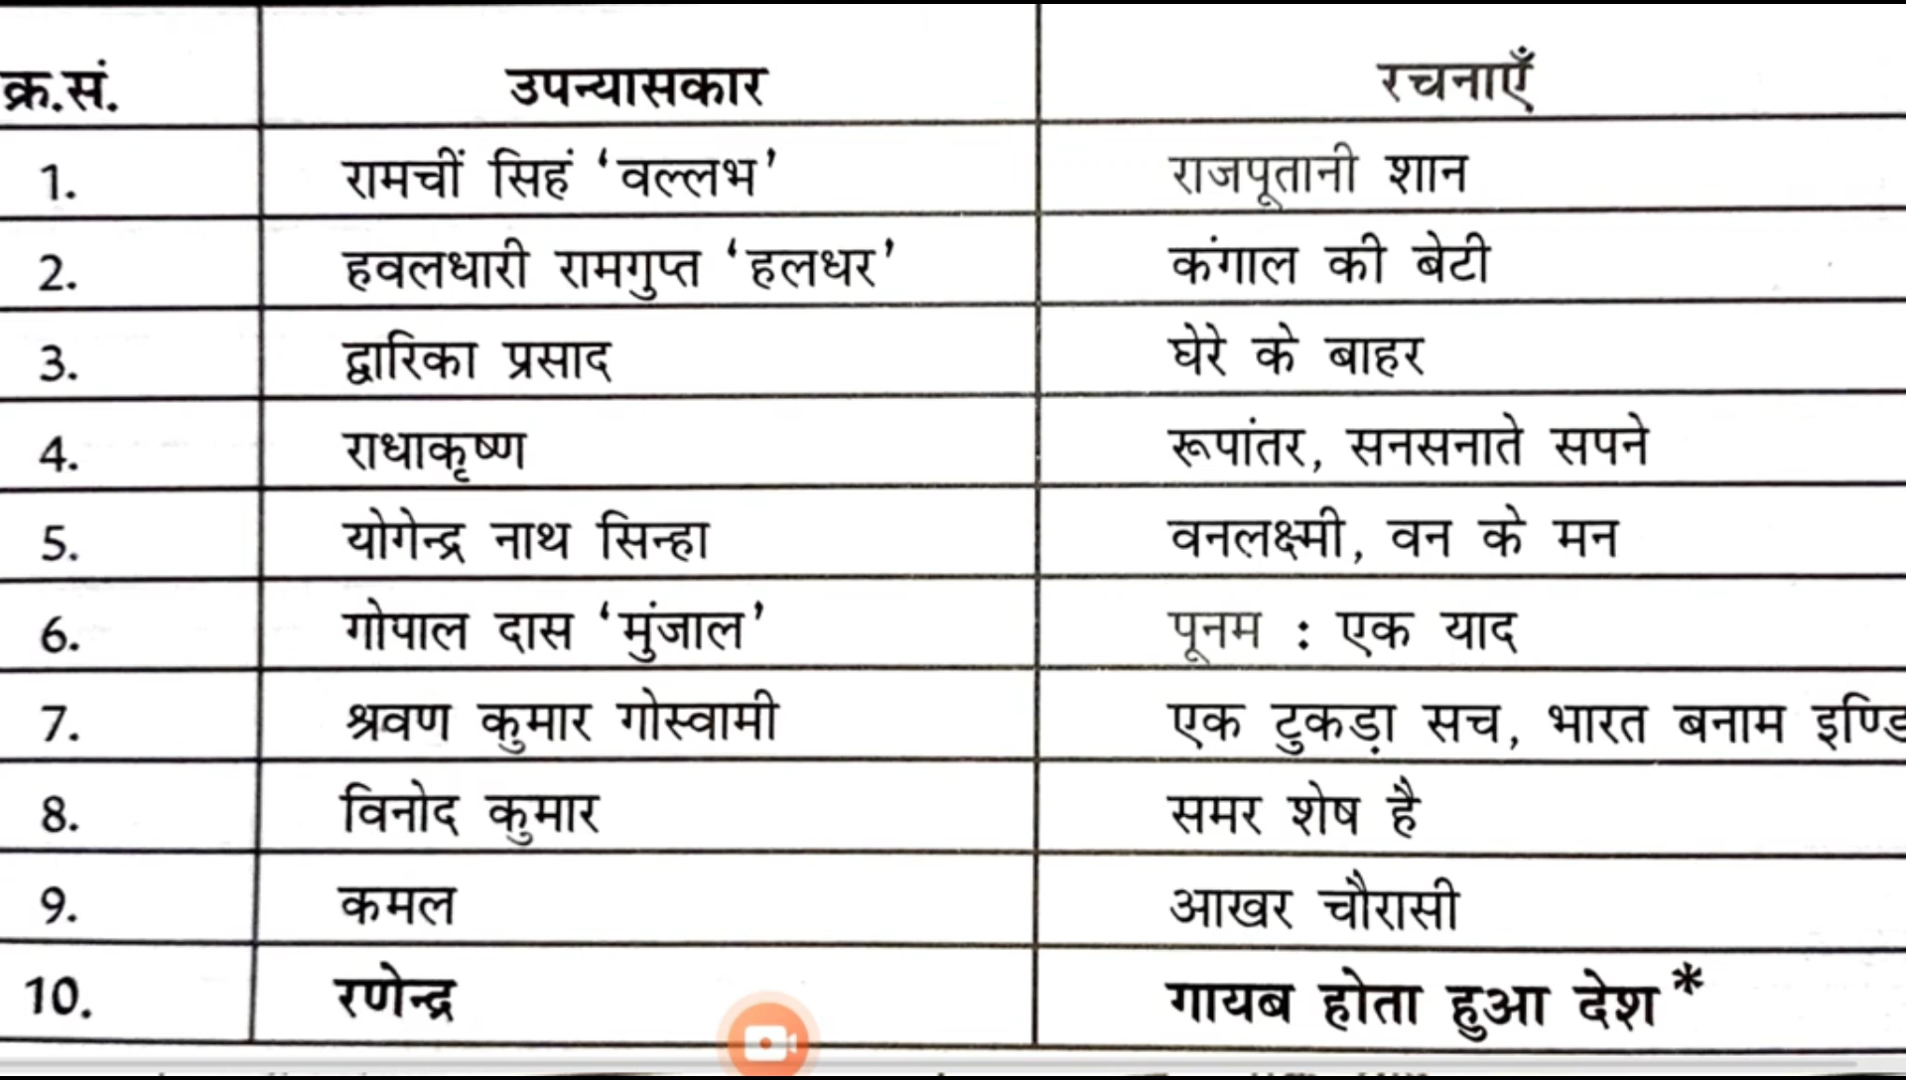 क्र.सं. उपन्यासकार रचनाएँ
1. रामचीं सिहं ‘वल्लभ’ राजपूतानी शान
2. हवलधारी रामगुप्त ‘हलधर’ कंगाल की बेटी
3. द्वारिका प्रसाद घेरे के बाहर
4. राधाकृष्ण रूपांतर, सनसनाते सपने
5. योगेन्द्र नाथ सिन्हा वनलक्ष्मी, वन के मन
6. गोपाल दास ‘मुंजाल’ पूनम : एक याद
7. श्रवण कुमार गोस्वामी एक टुकड़ा सच, भारत बनाम
8. विनोद कुमार समर शेष है
9. कमल आखर चौरासी
10. रणेन्द्र गायब होता हुआ देश*